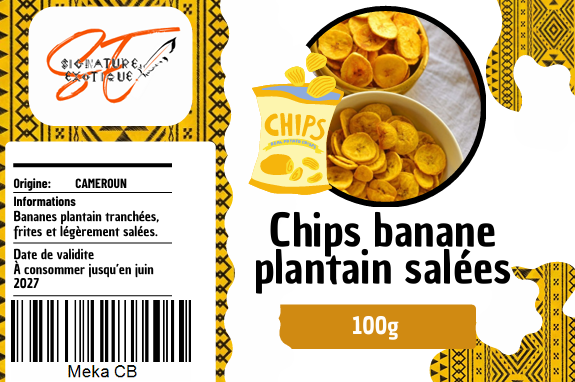 SIGNATURE
EXOTIQUE
Origine: CAMEROUN
Informations
Bananes plantain tranchées,
frites et légèrement salées.
Date de validite
À consommer jusqu'en juin
2027
Meka CB
CHIPS
Chips banane
plantain salées
100g